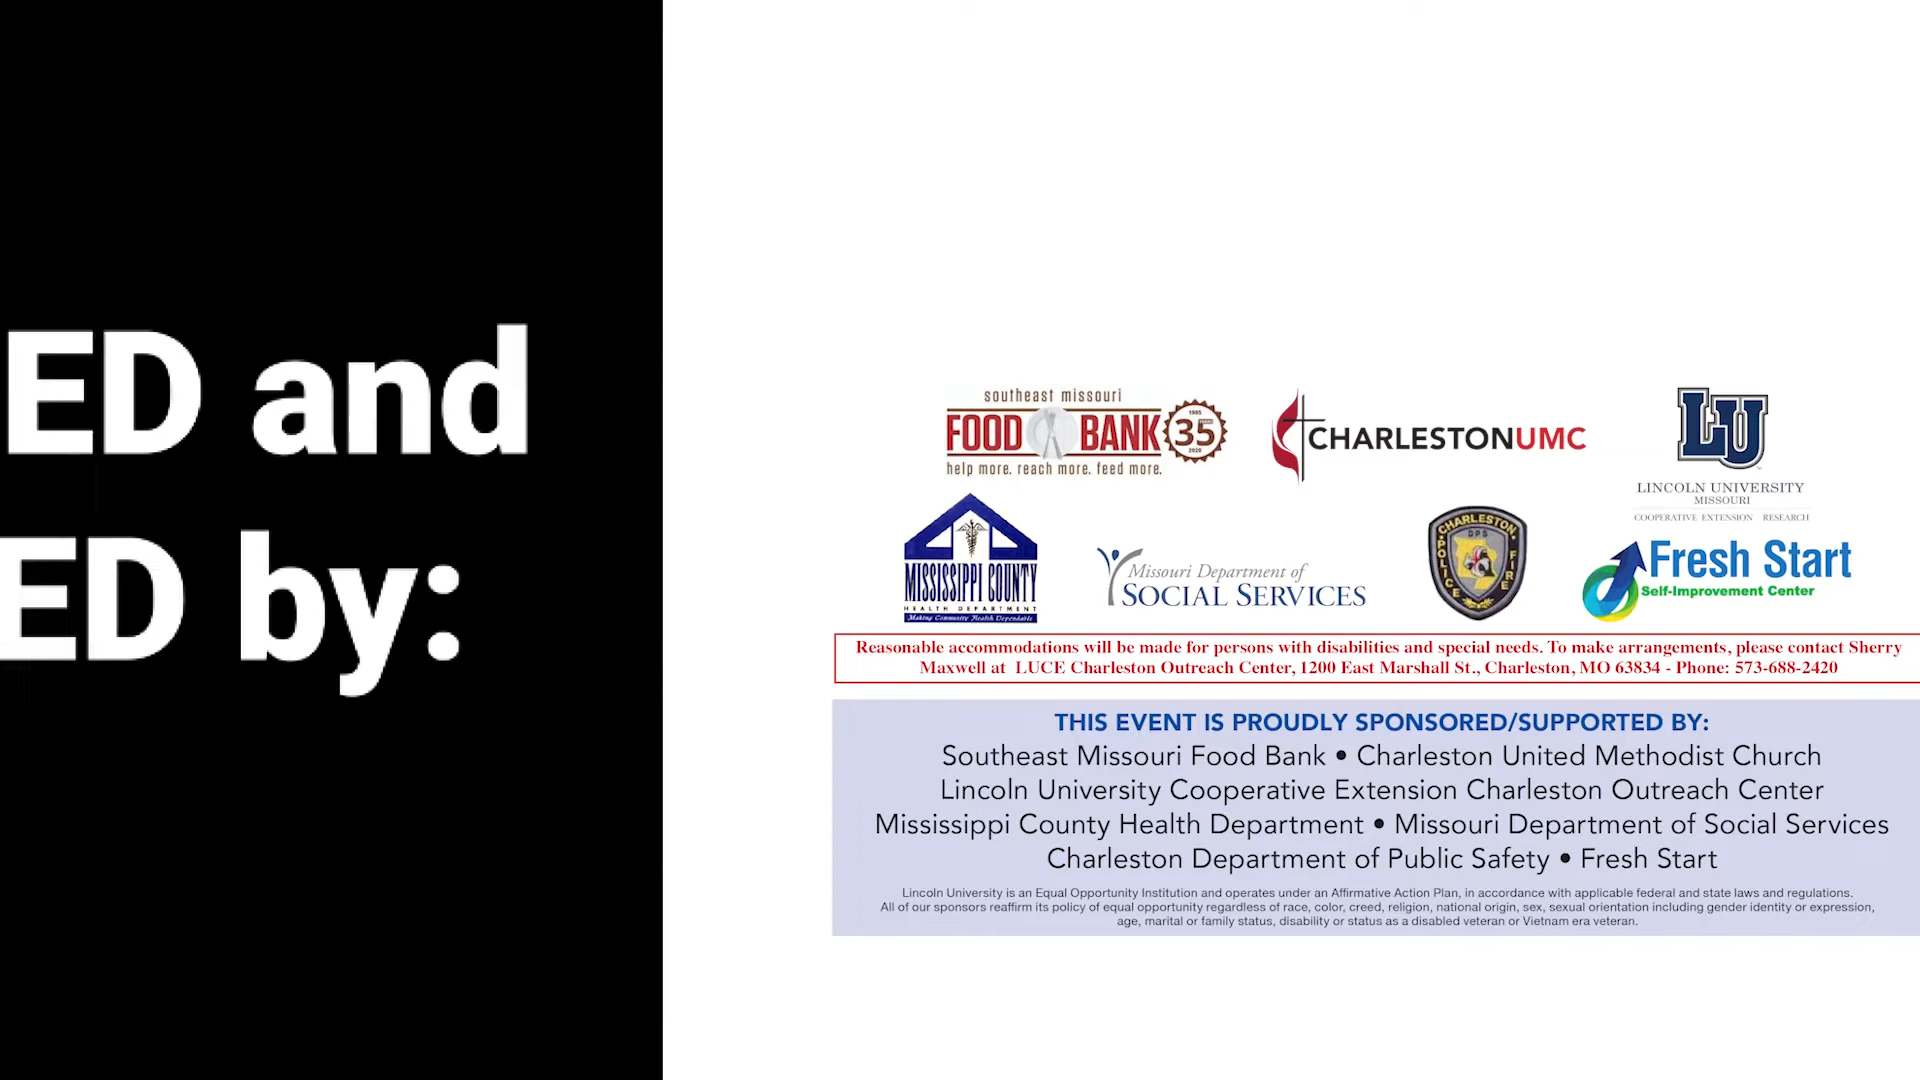 ED and
ED by:
southeast missouri
FOOD BANK
help more. reach more. feed more.
1985
35
YEARS
2020
CHARLESTONUMC
LU
LINCOLN UNIVERSITY
MISSOURI
COOPERATIVE EXTENSION RESEARCH
MISSISSIPPI COUNTY
HEALTH DEPARTMENT
Making Community Health Dependable
Missouri Department of
SOCIAL SERVICES
CHARLESTON
DPS
POLICE
FIRE
Fresh Start
Self-Improvement Center
Reasonable accommodations will be made for persons with disabilities and special needs. To make arrangements, please contact Sherry
Maxwell at LUCE Charleston Outreach Center, 1200 East Marshall St., Charleston, MO 63834 - Phone: 573-688-2420
THIS EVENT IS PROUDLY SPONSORED/SUPPORTED BY:
Southeast Missouri Food Bank • Charleston United Methodist Church
Lincoln University Cooperative Extension Charleston Outreach Center
Mississippi County Health Department • Missouri Department of Social Services
Charleston Department of Public Safety • Fresh Start
Lincoln University is an Equal Opportunity Institution and operates under an Affirmative Action Plan, in accordance with applicable federal and state laws and regulations.
All of our sponsors reaffirm its policy of equal opportunity regardless of race, color, creed, religion, national origin, sex, sexual orientation including gender identity or expression,
age, marital or family status, disability or status as a disabled veteran or Vietnam era veteran.